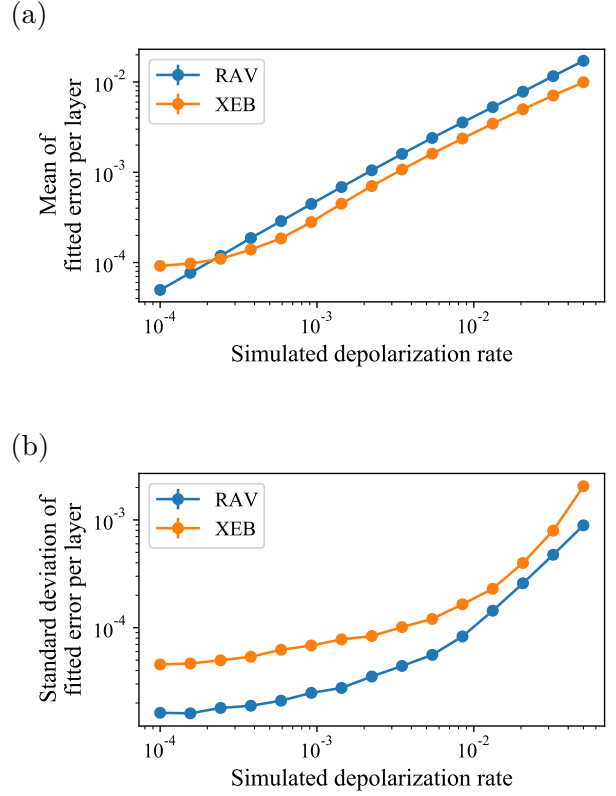 (a)
Mean of
fitted error per layer
10⁻²
10⁻³
10⁻⁴
RAV
XEB
10⁻⁴ 10⁻³ 10⁻²
Simulated depolarization rate
(b)
Standard deviation of
fitted error per layer
10⁻³
10⁻⁴
RAV
XEB
10⁻⁴ 10⁻³ 10⁻²
Simulated depolarization rate